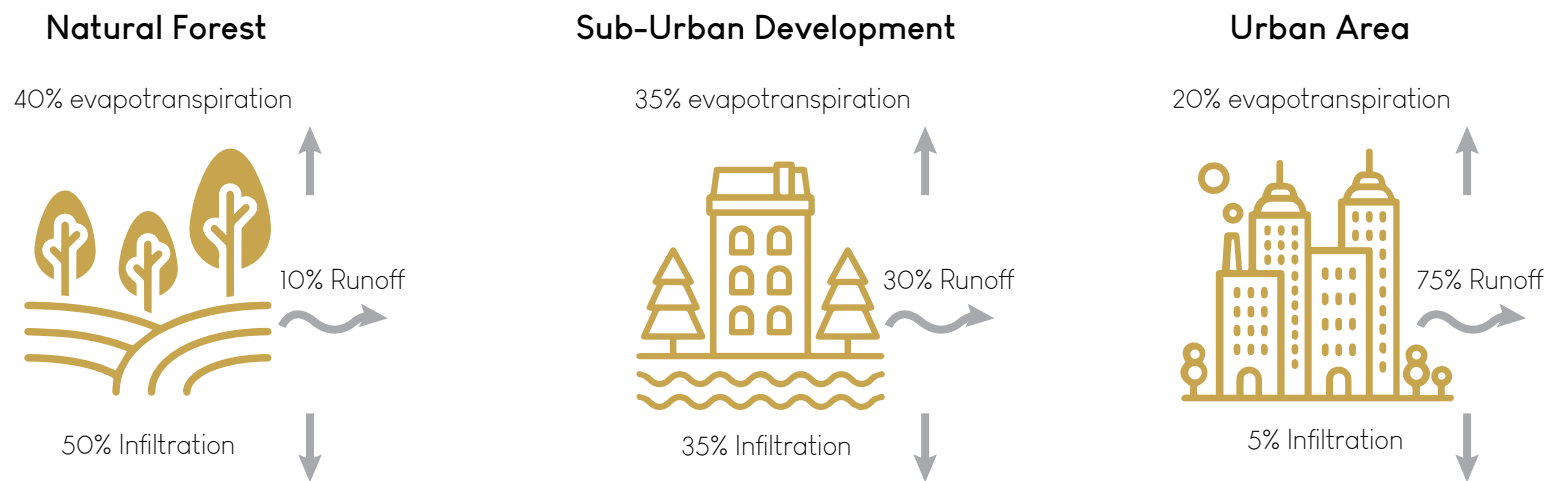 Natural Forest
40% evapotranspiration
10% Runoff
50% Infiltration
Sub-Urban Development
35% evapotranspiration
30% Runoff
35% Infiltration
Urban Area
20% evapotranspiration
75% Runoff
5% Infiltration